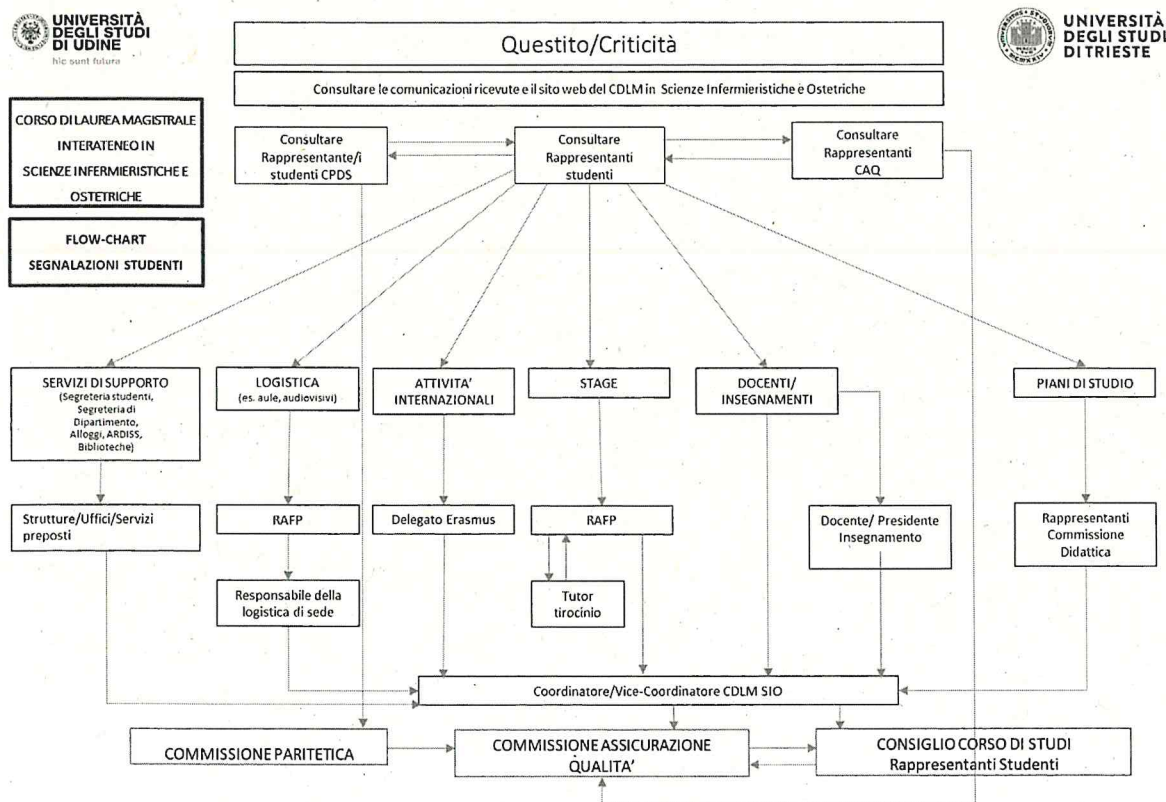 UNIVERSITÀ
DEGLI STUDI
DI UDINE
hic sunt futura
Questito/Criticità
UNIVERSITÀ
DEGLI STUDI
DI TRIESTE
Consultare le comunicazioni ricevute e il sito web del CDLM in Scienze Infermieristiche e Ostetriche
CORSO DI LAUREA MAGISTRALE
INTERATENEO IN
SCIENZE INFERMIERISTICHE E
OSTETRICHE
FLOW-CHART
SEGNALAZIONI STUDENTI
Consultare
Rappresentante/i
studenti CPDS
Consultare
Rappresentanti
studenti
Consultare
Rappresentanti
CAQ
SERVIZI DI SUPPORTO
(Segreteria studenti,
Segreteria di
Dipartimento,
Alloggi, ARDISS,
Biblioteche)
LOGISTICA
(es. aule, audiovisivi)
ATTIVITA'
INTERNAZIONALI
STAGE
DOCENTI/
INSEGNAMENTI
PIANI DI STUDIO
Strutture/Uffici/Servizi
preposti
RAFP
Delegato Erasmus
RAFP
Docente/ Presidente
Insegnamento
Rappresentanti
Commissione
Didattica
Responsabile della
logistica di sede
Tutor
tirocinio
Coordinatore/Vice-Coordinatore CDLM SIO
COMMISSIONE PARITETICA
COMMISSIONE ASSICURAZIONE
QUALITA'
CONSIGLIO CORSO DI STUDI
Rappresentanti Studenti